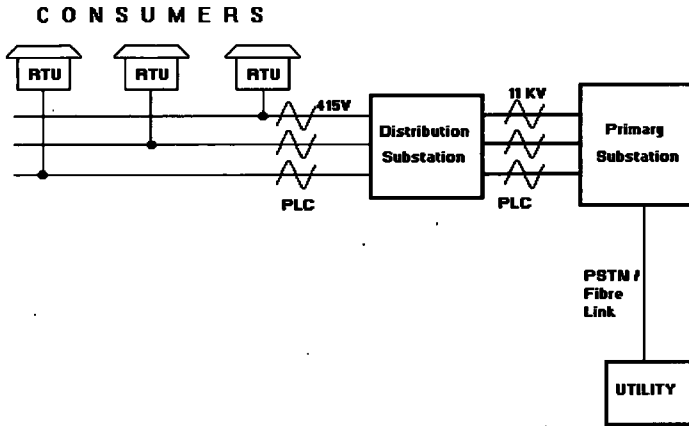 CONSUMERS
RTU
RTU
RTU
415V
11 KV
Distribution
Substation
Primary
Substation
PLC
PLC
PSTN /
Fibre
Link
UTILITY